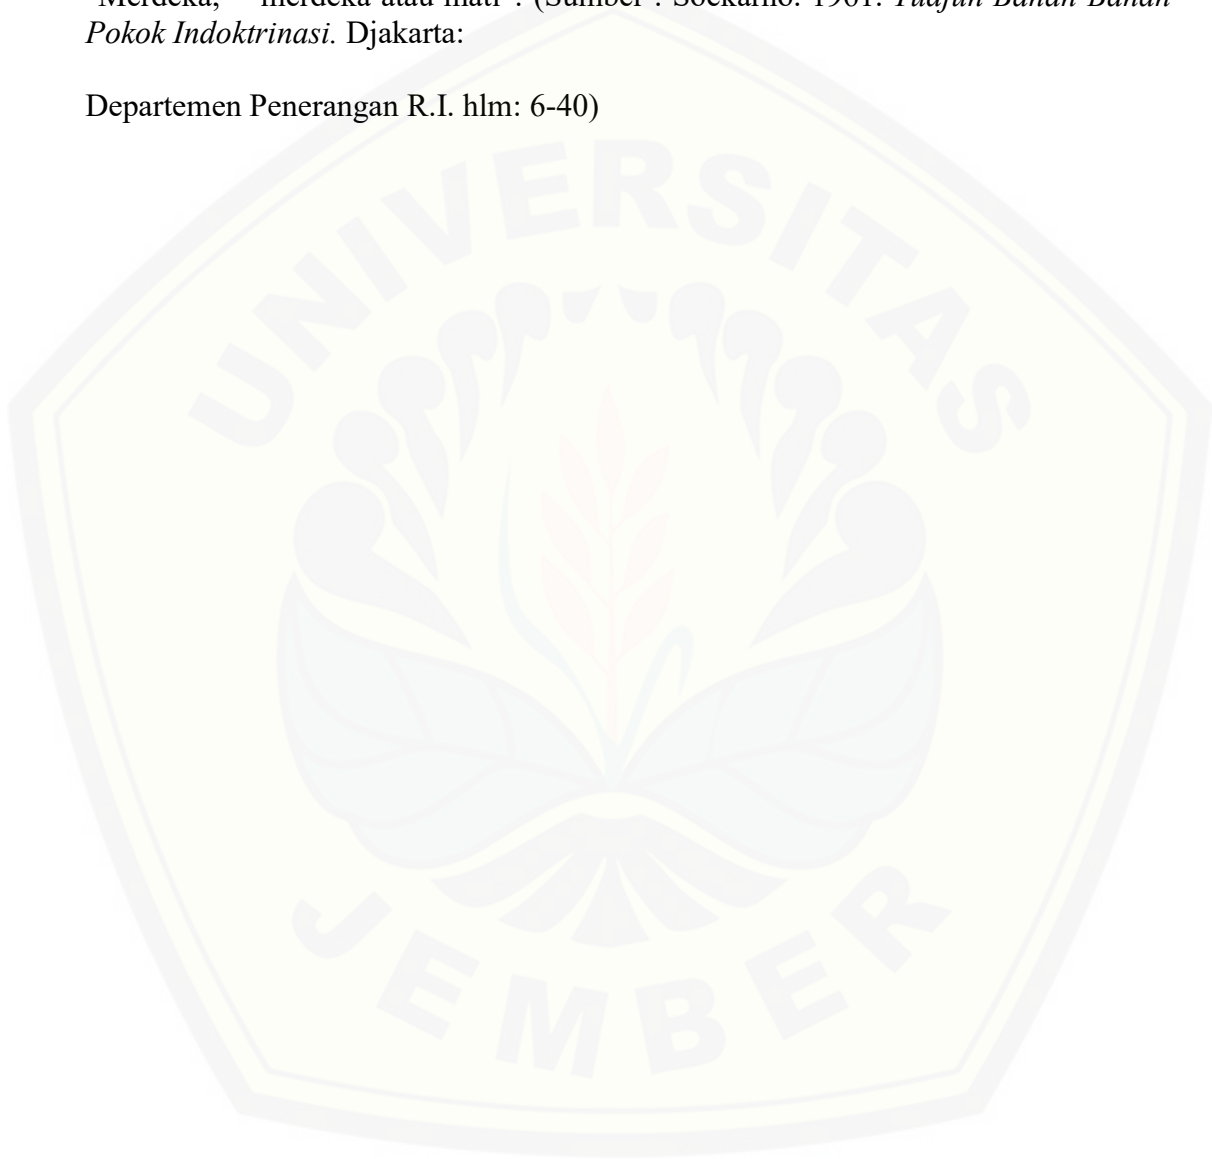 "Merdeka, – merdeka atau mati". (Sumber : Soekarno. 1961. Tudjuh Bahan-Bahan
Pokok Indoktrinasi. Djakarta:
Departemen Penerangan R.I. hlm: 6-40)
UNIVERSITAS
JEMBER